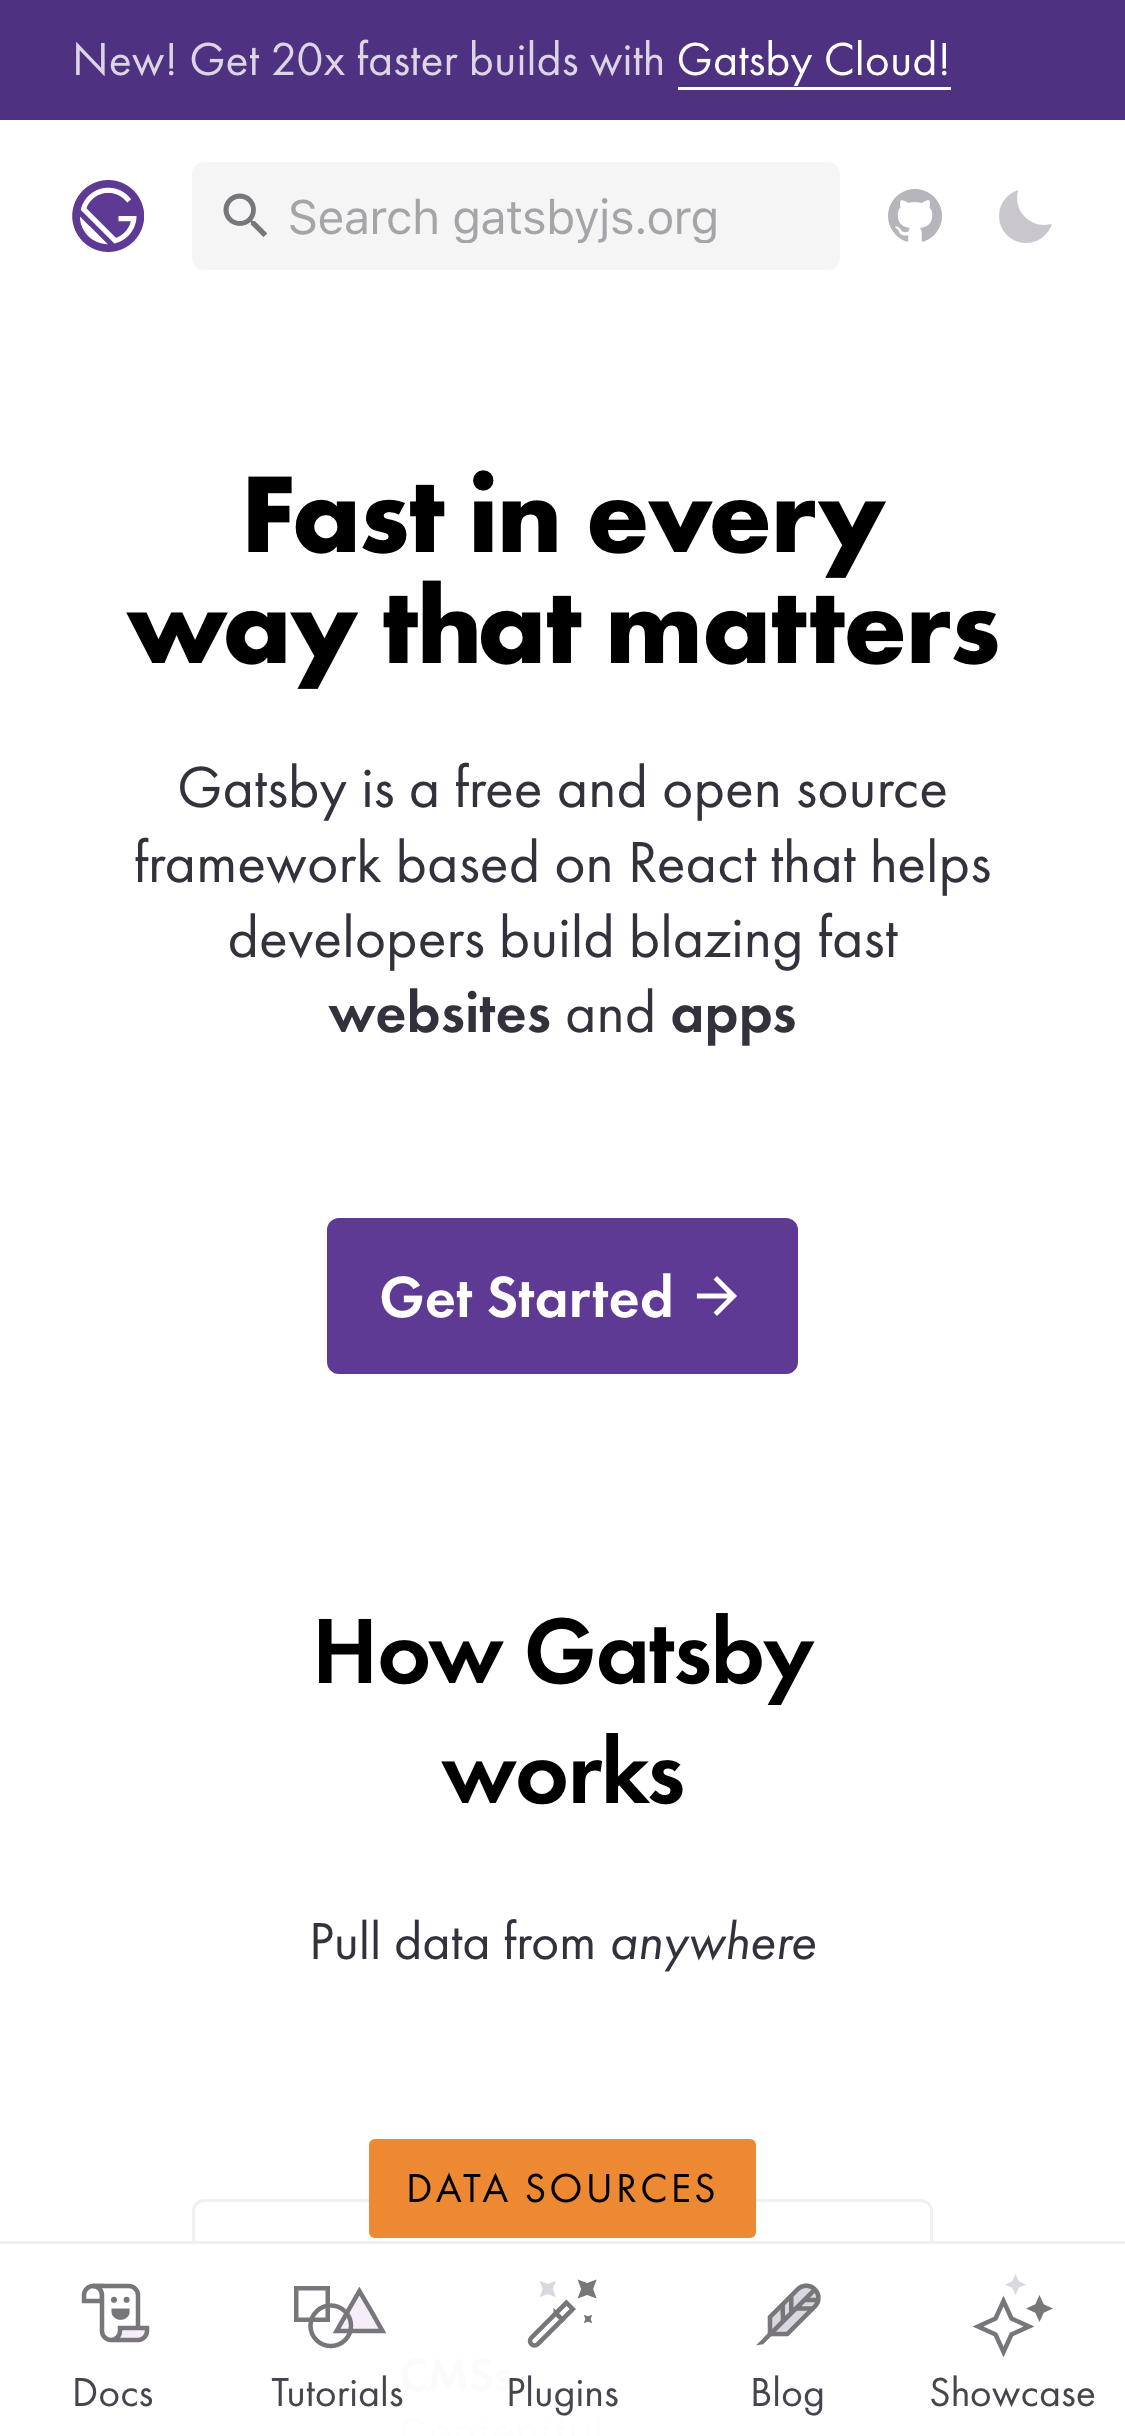 New! Get 20x faster builds with Gatsby Cloud!
Search gatsbyjs.org
Fast in every
way that matters
Gatsby is a free and open source
framework based on React that helps
developers build blazing fast
websites and apps
Get Started →
How Gatsby
works
Pull data from anywhere
DATA SOURCES
CMSs
Docs Tutorials Plugins Blog Showcase